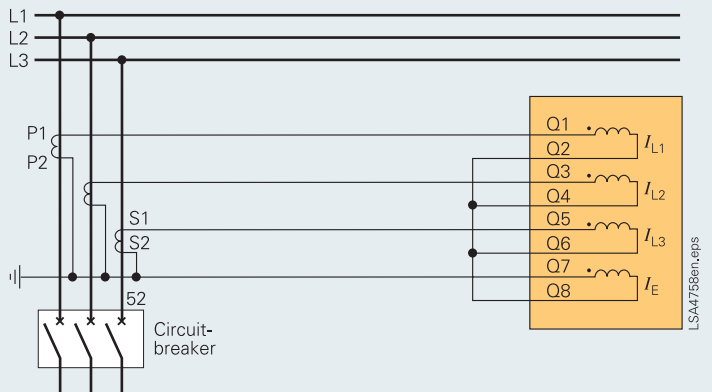 L1
L2
L3
P1
P2
S1
S2
52
Circuit-
breaker
Q1
Q2
Q3
Q4
Q5
Q6
Q7
Q8
IL1
IL2
IL3
IE
LSA4758en.eps